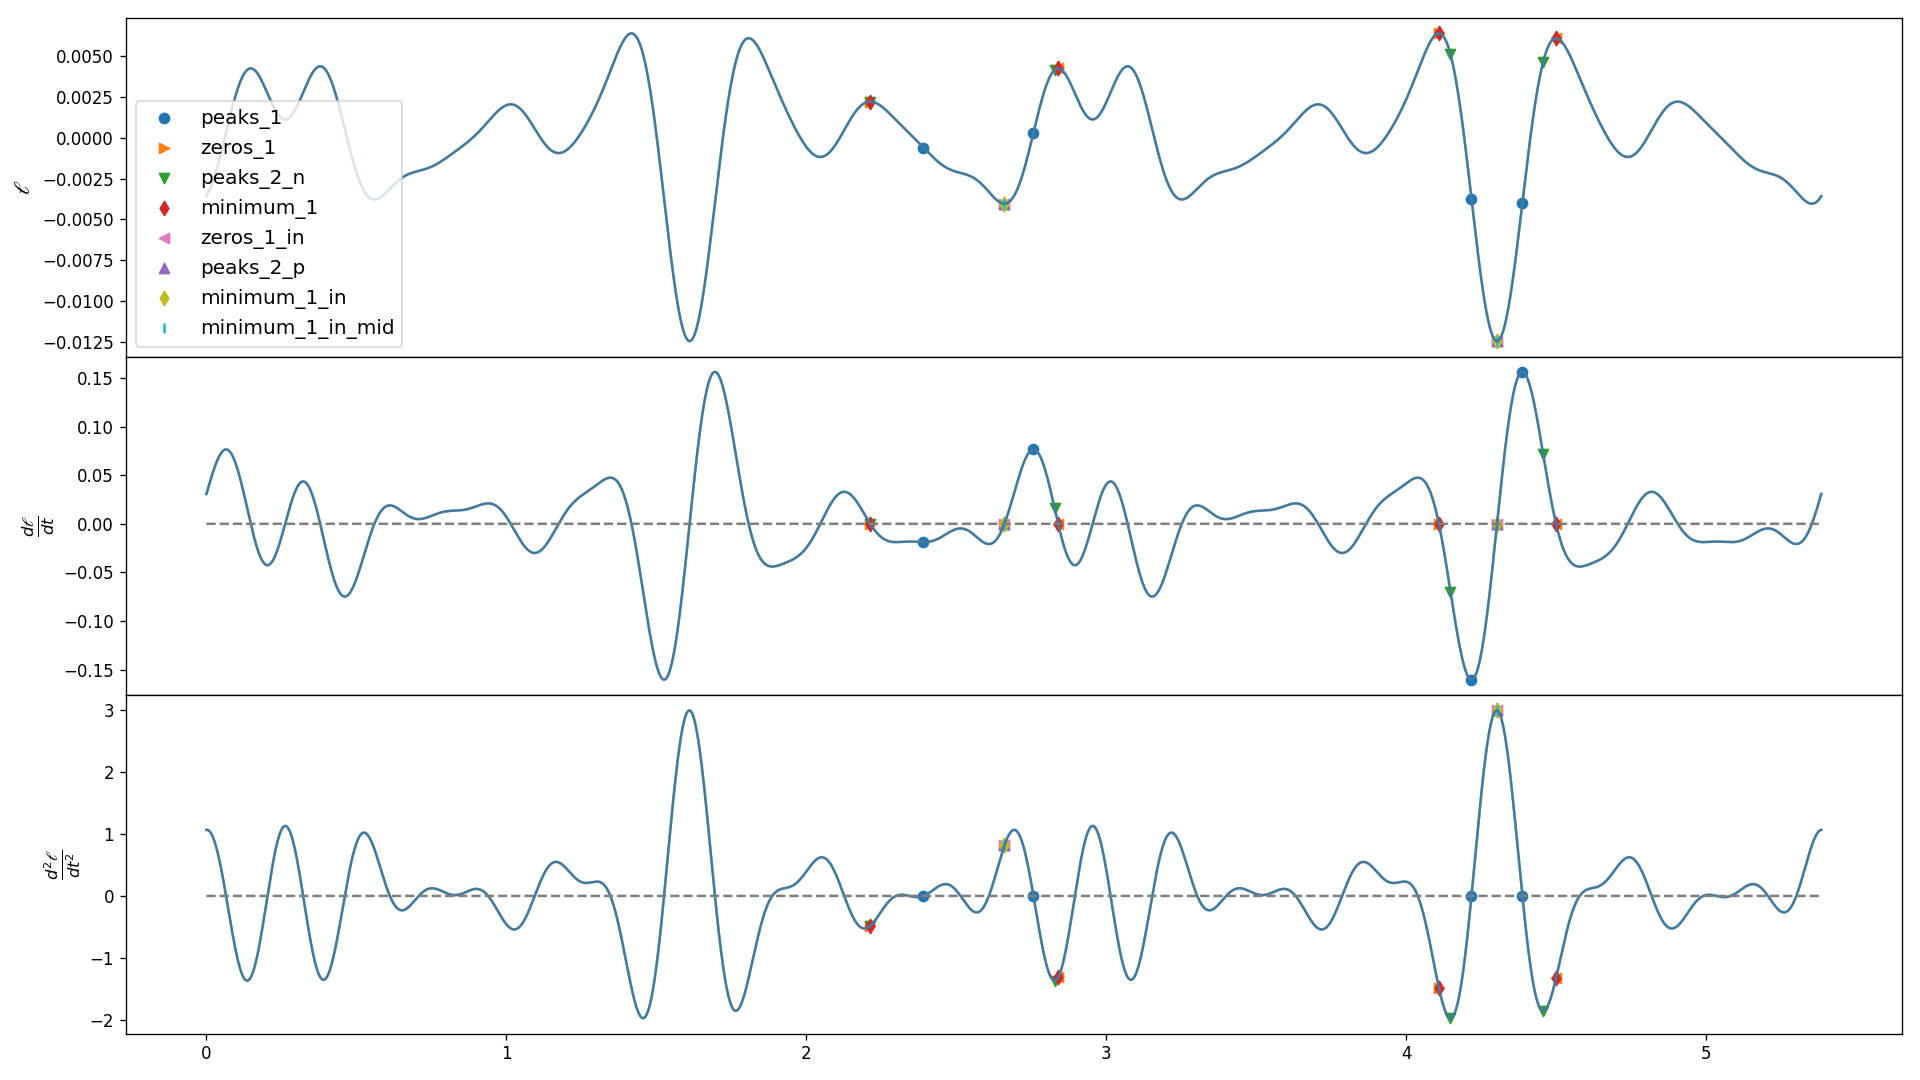 0.0050
0.0025
0.0000
−0.0025
−0.0050
−0.0075
−0.0100
−0.0125
ℓ
peaks_1
zeros_1
peaks_2_n
minimum_1
zeros_1_in
peaks_2_p
minimum_1_in
minimum_1_in_mid
0.15
0.10
0.05
0.00
−0.05
−0.10
−0.15
dℓ
dt
3
2
1
0
−1
−2
d²ℓ
dt²
0 1 2 3 4 5